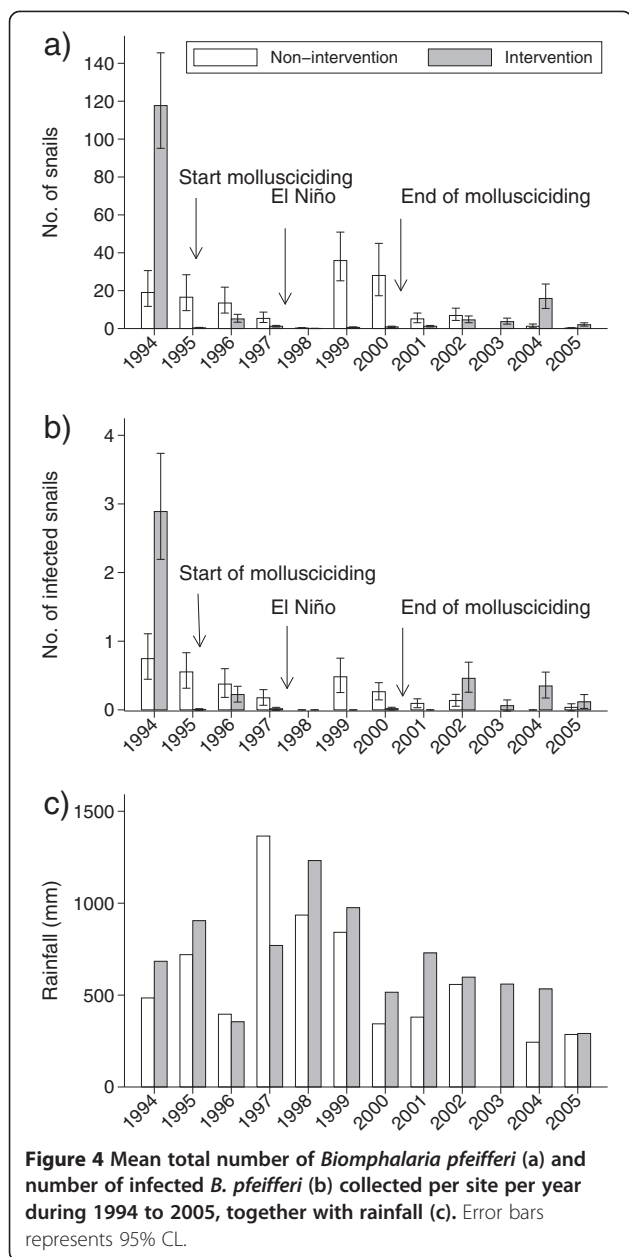 a)
Non−intervention
Intervention
140
120
100
80
60
40
20
0
No. of snails
Start mollusciciding
El Niño
End of mollusciciding
1994
1995
1996
1997
1998
1999
2000
2001
2002
2003
2004
2005
b)
4
3
2
1
0
No. of infected snails
Start of mollusciciding
El Niño
End of mollusciciding
1994
1995
1996
1997
1998
1999
2000
2001
2002
2003
2004
2005
c)
1500
1000
500
0
Rainfall (mm)
1994
1995
1996
1997
1998
1999
2000
2001
2002
2003
2004
2005
Figure 4 Mean total number of Biomphalaria pfeifferi (a) and
number of infected B. pfeifferi (b) collected per site per year
during 1994 to 2005, together with rainfall (c). Error bars
represents 95% CL.